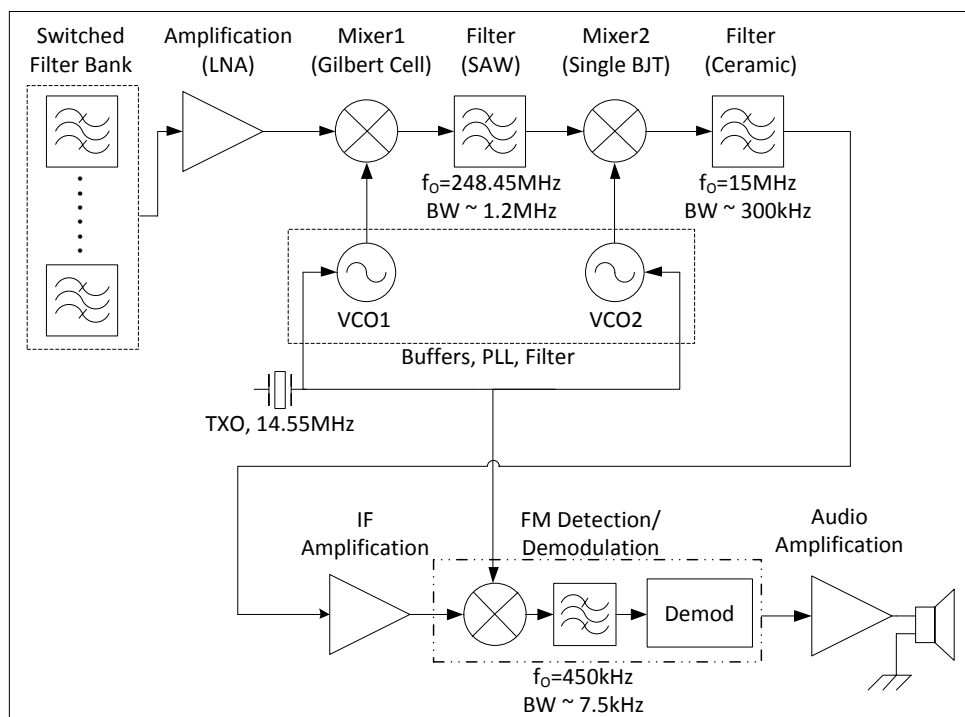 Switched
Filter Bank
Amplification
(LNA)
Mixer1
(Gilbert Cell)
Filter
(SAW)
Mixer2
(Single BJT)
Filter
(Ceramic)
fO=248.45MHz
BW ~ 1.2MHz
fO=15MHz
BW ~ 300kHz
VCO1
VCO2
Buffers, PLL, Filter
TXO, 14.55MHz
IF
Amplification
FM Detection/
Demodulation
Audio
Amplification
Demod
fO=450kHz
BW ~ 7.5kHz